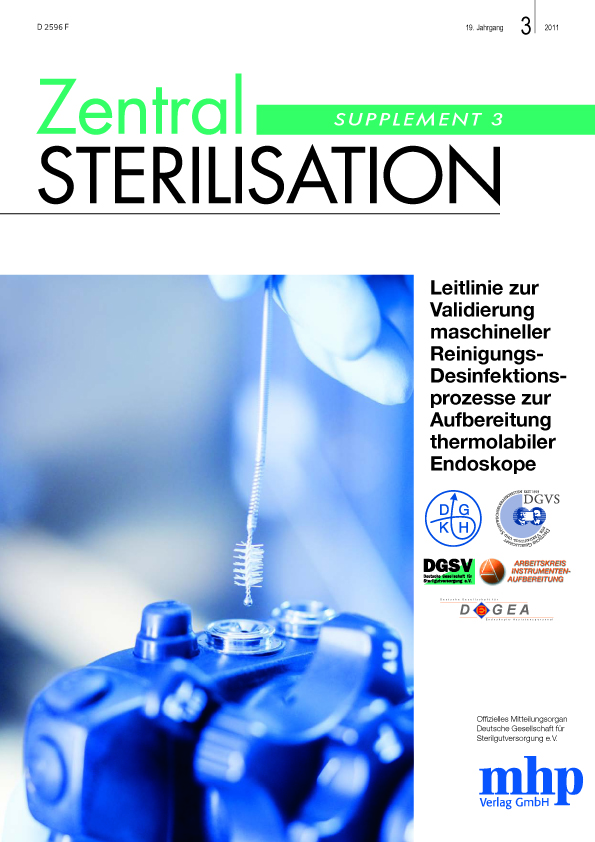 D 2596 F
19. Jahrgang 3 2011
Zentral
SUPPLEMENT 3
STERILISATION
Leitlinie zur
Validierung
maschineller
Reinigungs-
Desinfektions-
prozesse zur
Aufbereitung
thermolabiler
Endoskope
D G
K H
DGVS
DGSV
Deutsche Gesellschaft für
Sterilgutversorgung e.V.
ARBEITSKREIS
INSTRUMENTEN-
AUFBEREITUNG
DEGEA
4U
Offizielles Mitteilungsorgan
Deutsche Gesellschaft für
Sterilgutversorgung e.V.
mhp
Verlag GmbH